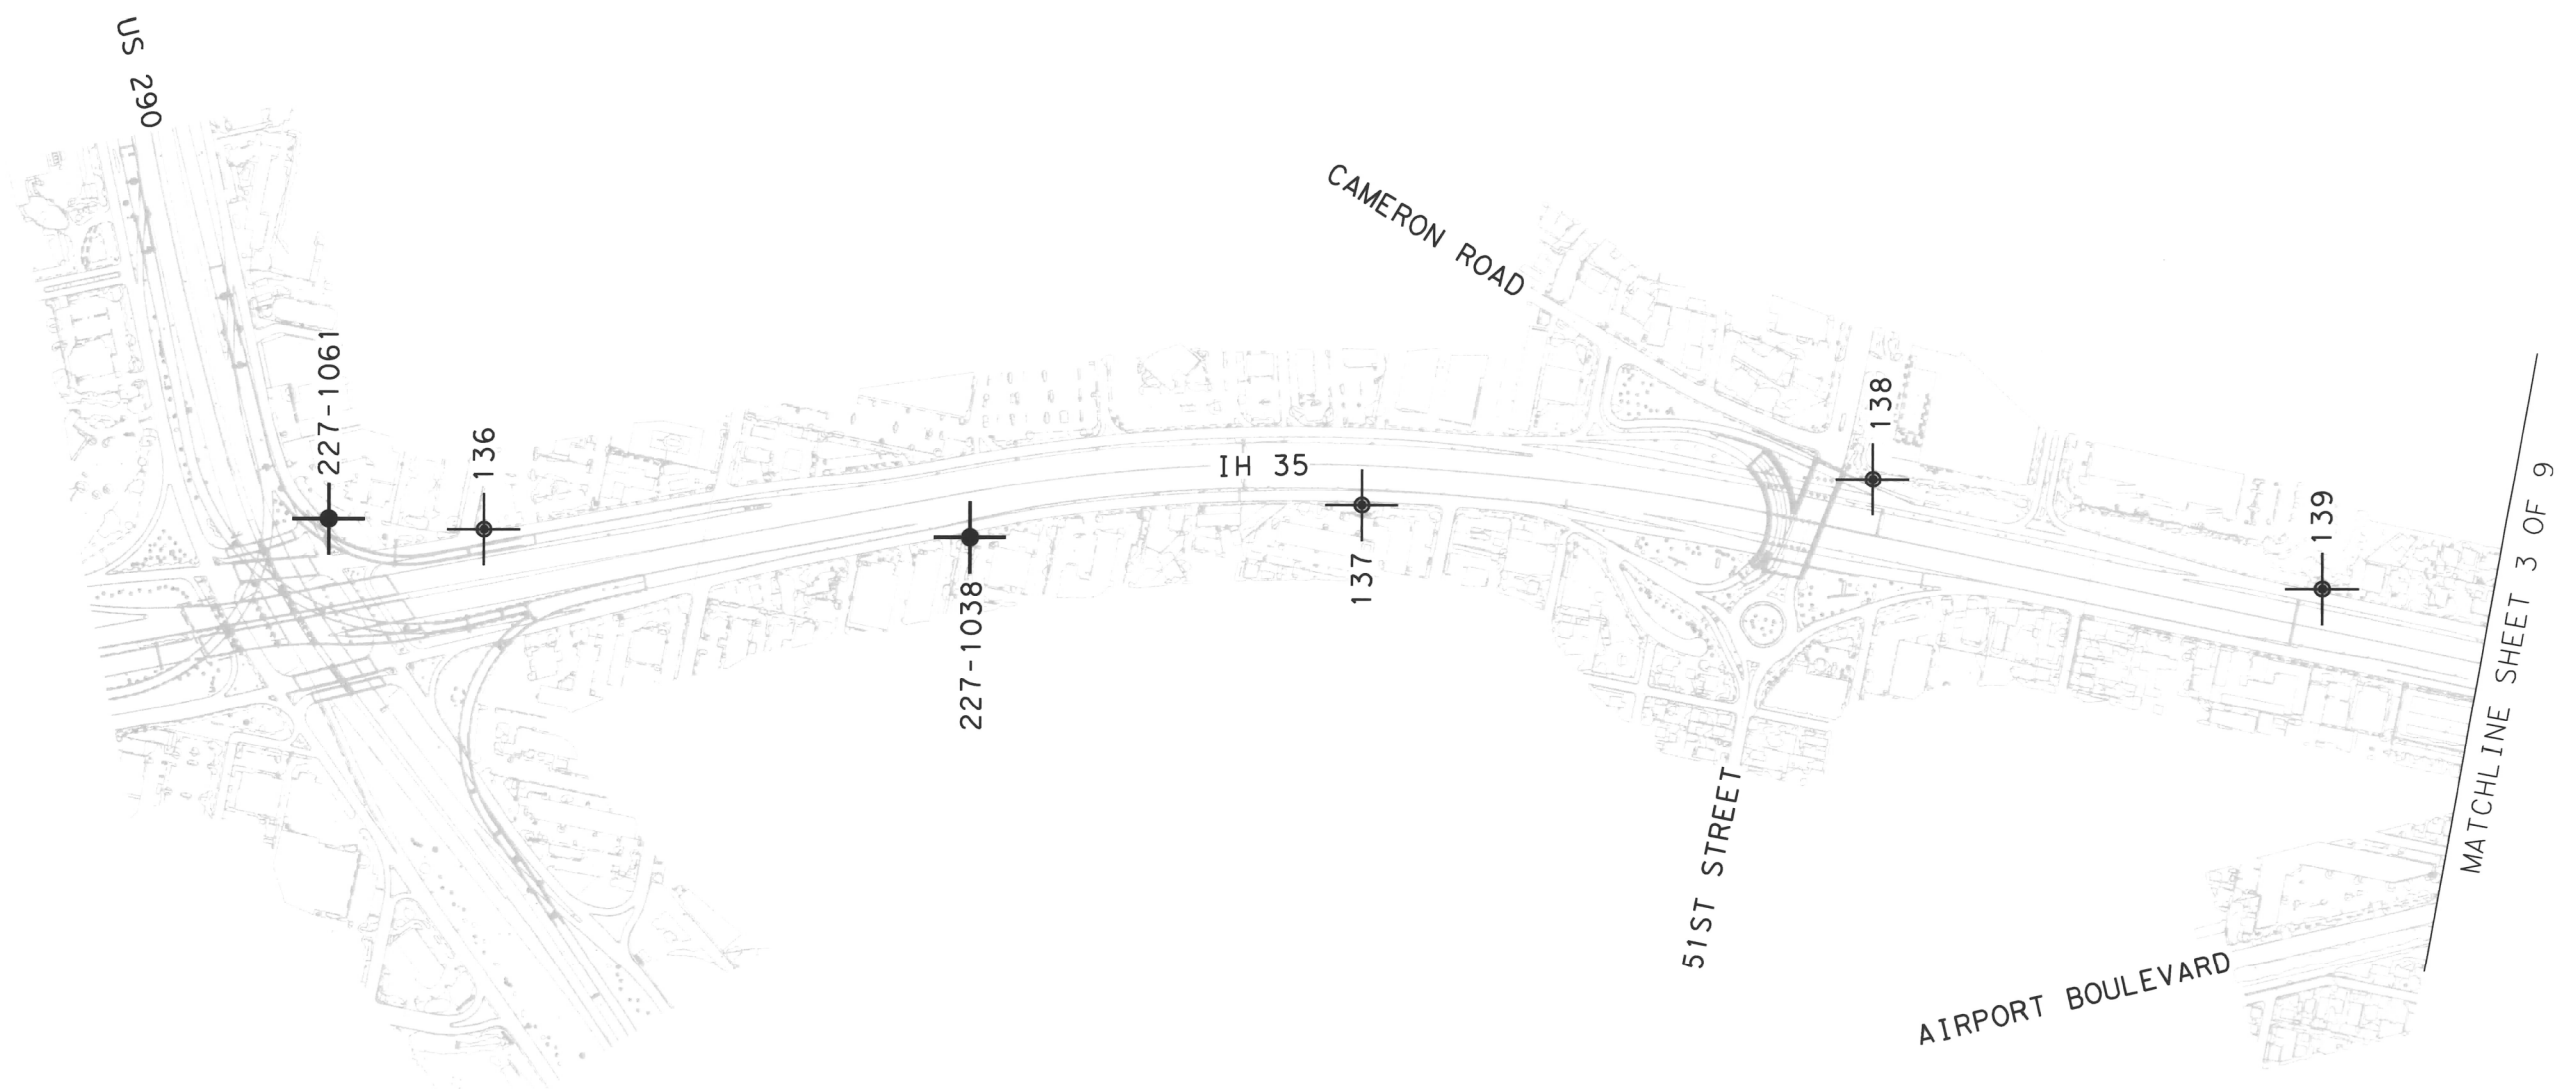 US 290
CAMERON ROAD
227-1061
136
138
IH 35
139
137
227-1038
MATCHLINE SHEET 3 OF 9
51ST STREET
AIRPORT BOULEVARD